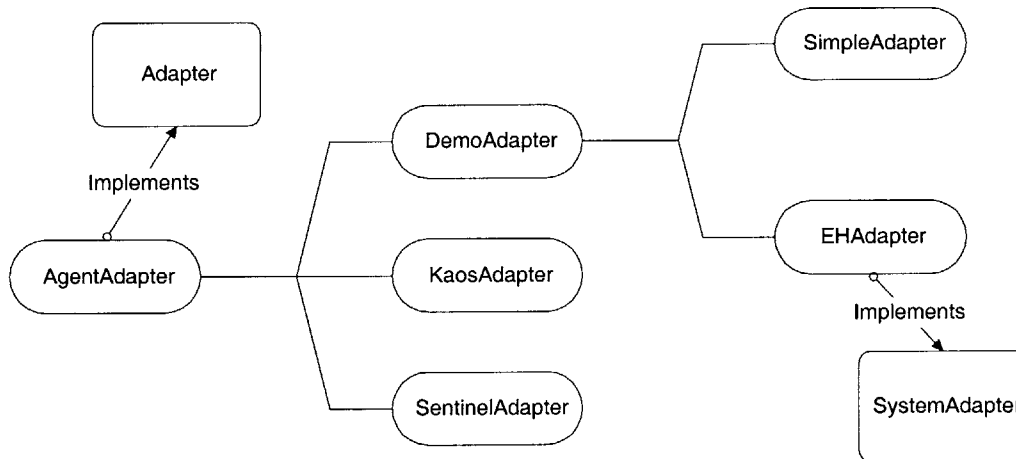 SimpleAdapter
Adapter
DemoAdapter
Implements
EHAdapter
AgentAdapter
KaosAdapter
Implements
SentinelAdapter
SystemAdapter